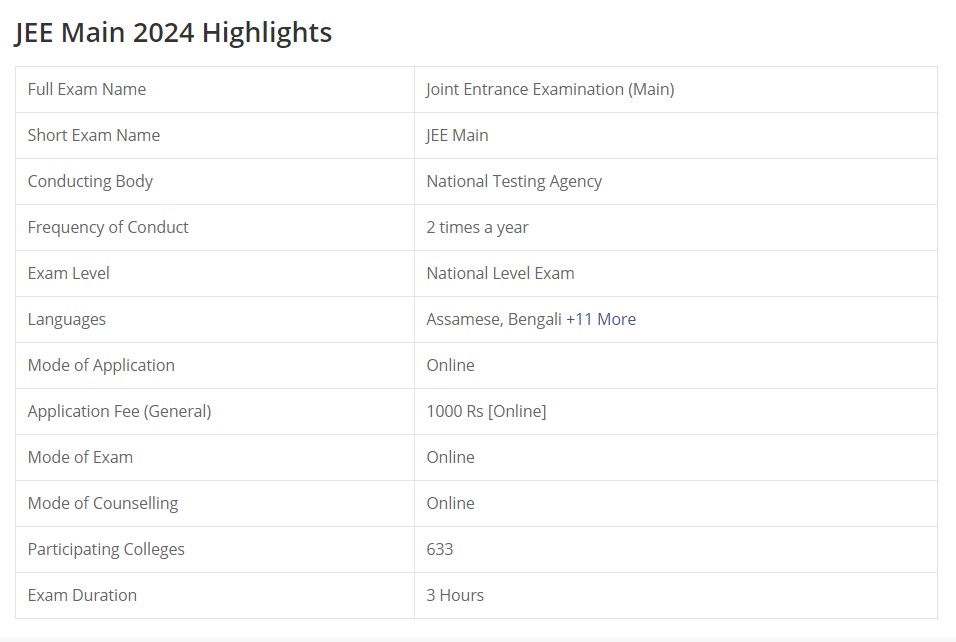 JEE Main 2024 Highlights
Full Exam Name Joint Entrance Examination (Main)
Short Exam Name JEE Main
Conducting Body National Testing Agency
Frequency of Conduct 2 times a year
Exam Level National Level Exam
Languages Assamese, Bengali +11 More
Mode of Application Online
Application Fee (General) 1000 Rs [Online]
Mode of Exam Online
Mode of Counselling Online
Participating Colleges 633
Exam Duration 3 Hours